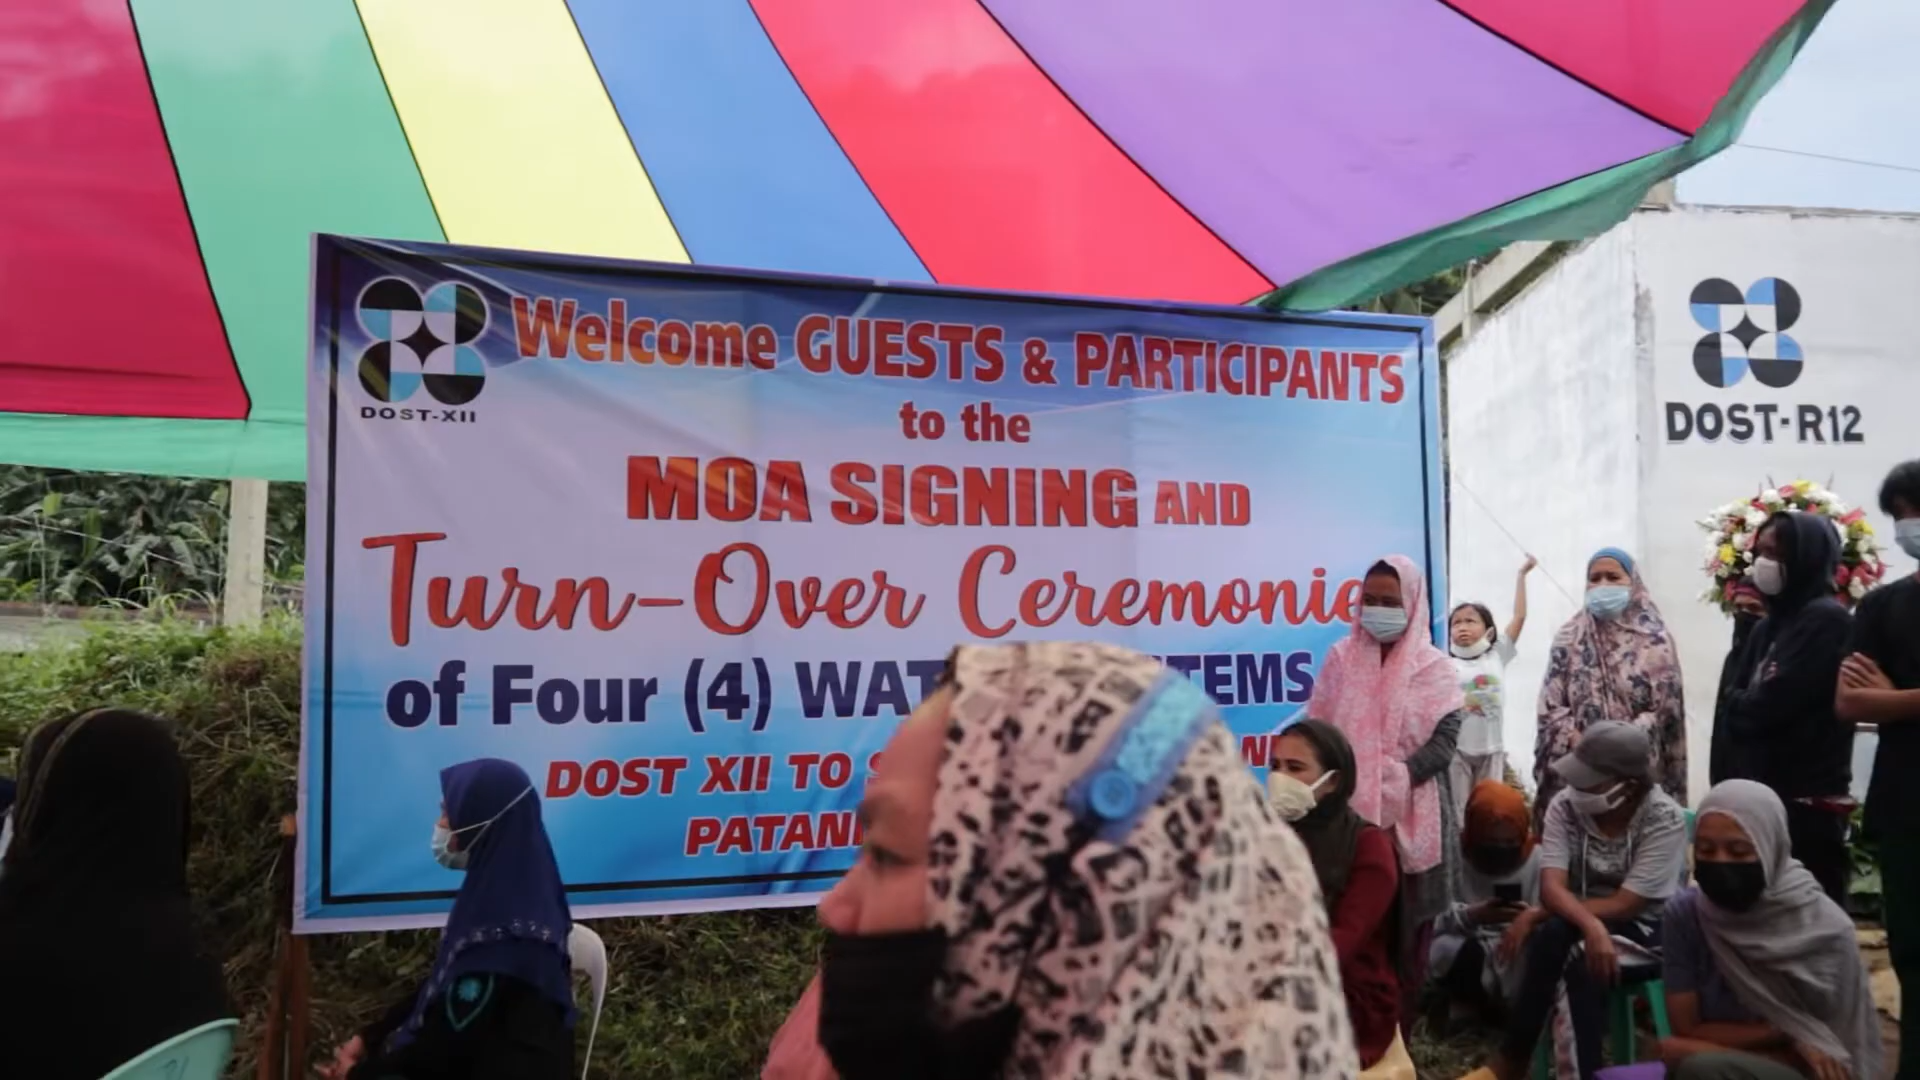 DOST-XII
Welcome GUESTS & PARTICIPANTS
to the
MOA SIGNING AND
Turn-Over Ceremonie
of Four (4) WAT TEMS
DOST XII TO
PATAN
DOST-R12